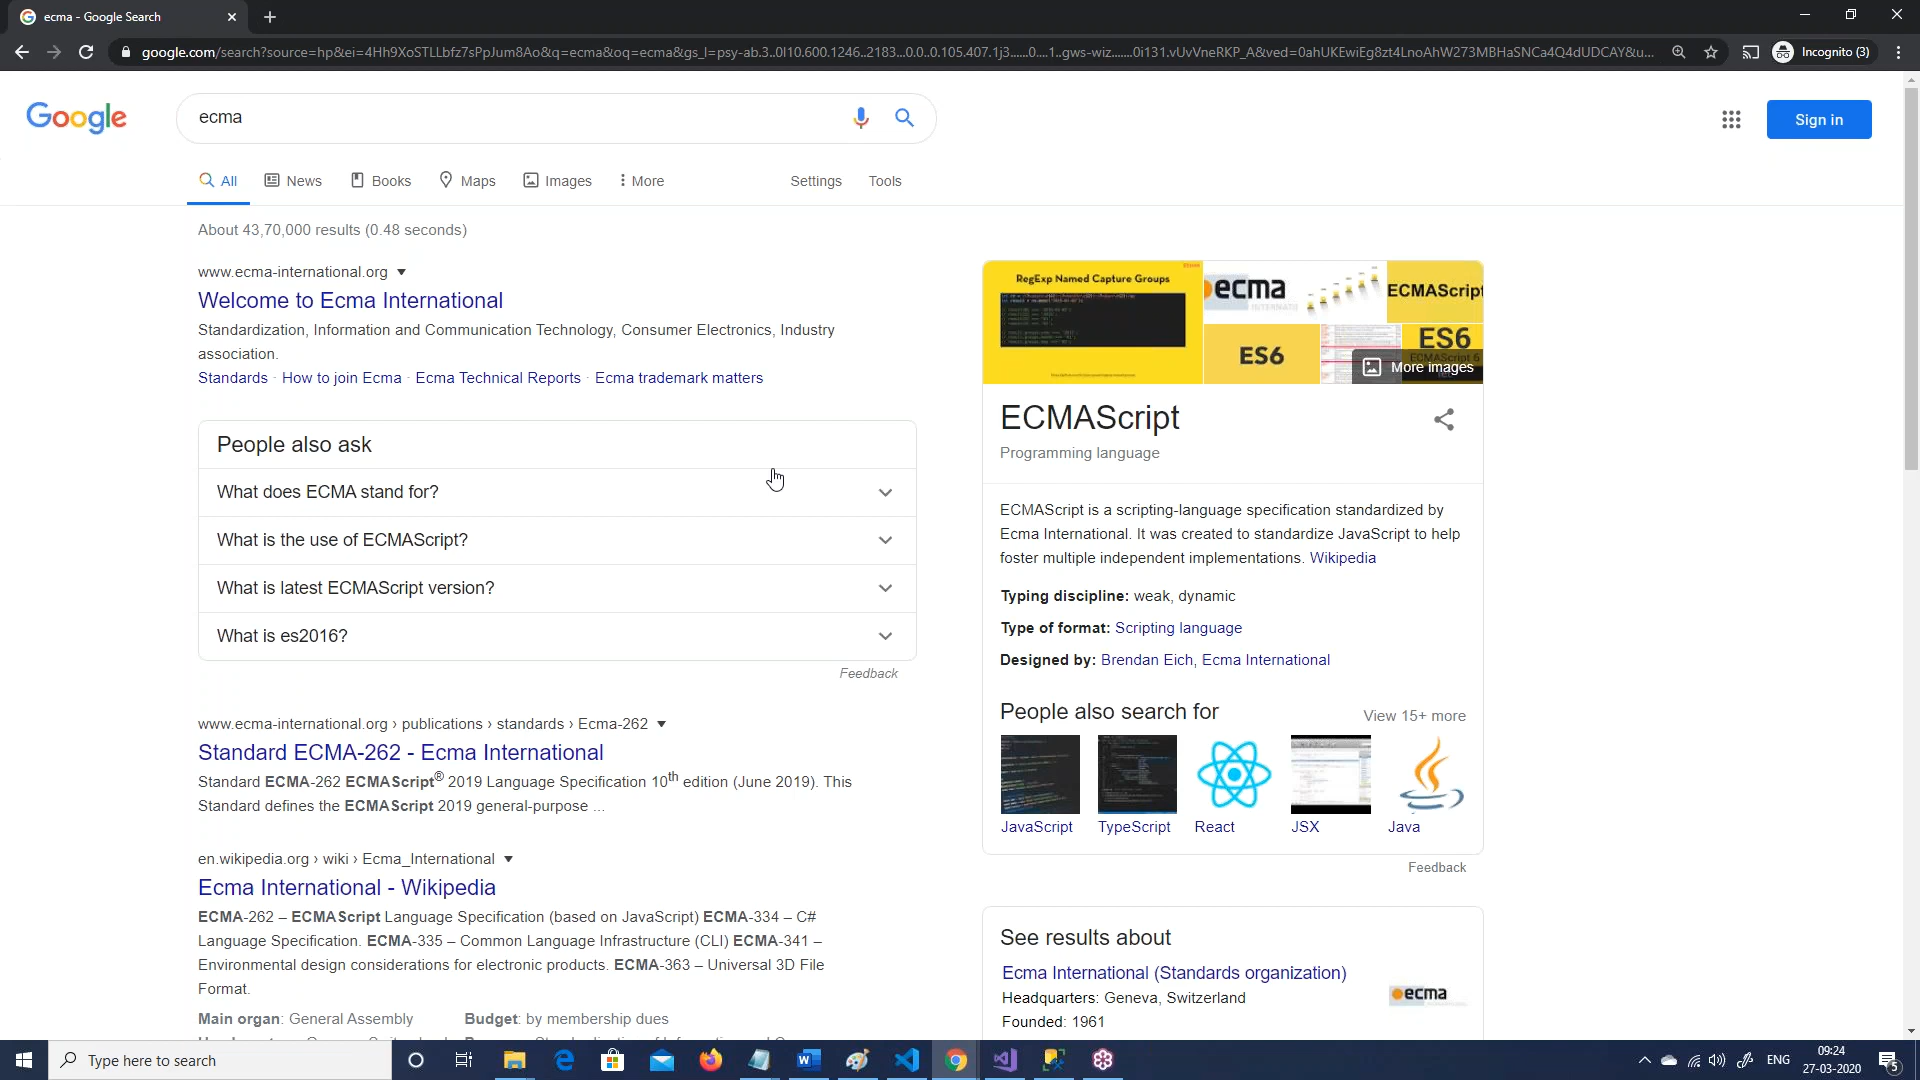 ecma - Google Search
google.com/search?source=hp&ei=4Hh9XoSTLLbfz7sPpJum8Ao&q=ecma&oq=ecma&gs_l=psy-ab.3..0l10.600.1246..2183...0.0..0.105.407.1j3......0....1..gws-wiz.......0i131.vUvVneRKP_A&ved=0ahUKEwiEg8zt4LnoAhW273MBHaSNCa4Q4dUDCAY&u...
Incognito (3)
Google
ecma
Sign in
All News Books Maps Images More Settings Tools
About 43,70,000 results (0.48 seconds)
www.ecma-international.org
Welcome to Ecma International
Standardization, Information and Communication Technology, Consumer Electronics, Industry
association.
Standards · How to join Ecma · Ecma Technical Reports · Ecma trademark matters
People also ask
What does ECMA stand for?
What is the use of ECMAScript?
What is latest ECMAScript version?
What is es2016?
Feedback
www.ecma-international.org › publications › standards › Ecma-262
Standard ECMA-262 - Ecma International
Standard ECMA-262 ECMAScript® 2019 Language Specification 10th edition (June 2019). This
Standard defines the ECMAScript 2019 general-purpose ...
en.wikipedia.org › wiki › Ecma_International
Ecma International - Wikipedia
ECMA-262 – ECMAScript Language Specification (based on JavaScript) ECMA-334 – C#
Language Specification. ECMA-335 – Common Language Infrastructure (CLI) ECMA-341 –
Environmental design considerations for electronic products. ECMA-363 – Universal 3D File
Format.
Main organ: General Assembly Budget: by membership dues
RegExp Named Capture Groups
ecma
ECMAScript
ES6
ES6
More images
ECMAScript
Programming language
ECMAScript is a scripting-language specification standardized by
Ecma International. It was created to standardize JavaScript to help
foster multiple independent implementations. Wikipedia
Typing discipline: weak, dynamic
Type of format: Scripting language
Designed by: Brendan Eich, Ecma International
People also search for
View 15+ more
JavaScript TypeScript React JSX Java
Feedback
See results about
Ecma International (Standards organization)
Headquarters: Geneva, Switzerland
Founded: 1961
ecma
Type here to search
ENG
09:24
27-03-2020
5